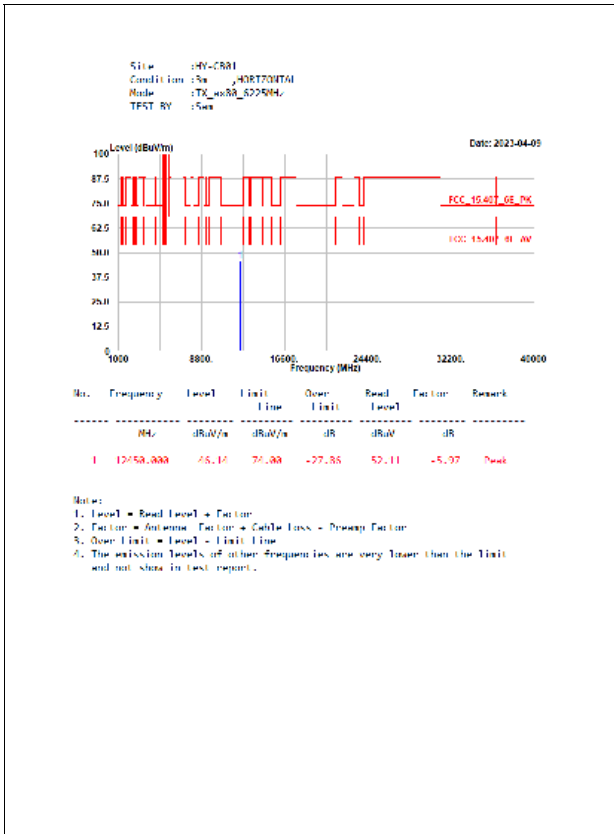 Site :HY-CB01
Condition :3m ,HORIZONTAL
Mode :TX_ax80_6225MHz
TEST BY :Sam
Level (dBuV/m)
Date: 2023-04-09
100
87.5
75.0
FCC_15.407_6E_PK
62.5
FCC_15.407_6E_AV
50.0
37.5
25.0
12.5
0
1000 8800. 16600. 24400. 32200. 40000
Frequency (MHz)
No. Frequency Level Limit Over Read Factor Remark
Line Limit Level
MHz dBuV/m dBuV/m dB dBuV dB
1 12450.000 46.14 74.00 -27.86 52.11 -5.97 Peak
Note:
1. Level = Read Level + Factor
2. Factor = Antenna Factor + Cable Loss - Preamp Factor
3. Over Limit = Level - Limit Line
4. The emission levels of other frequencies are very lower than the limit
and not show in test report.